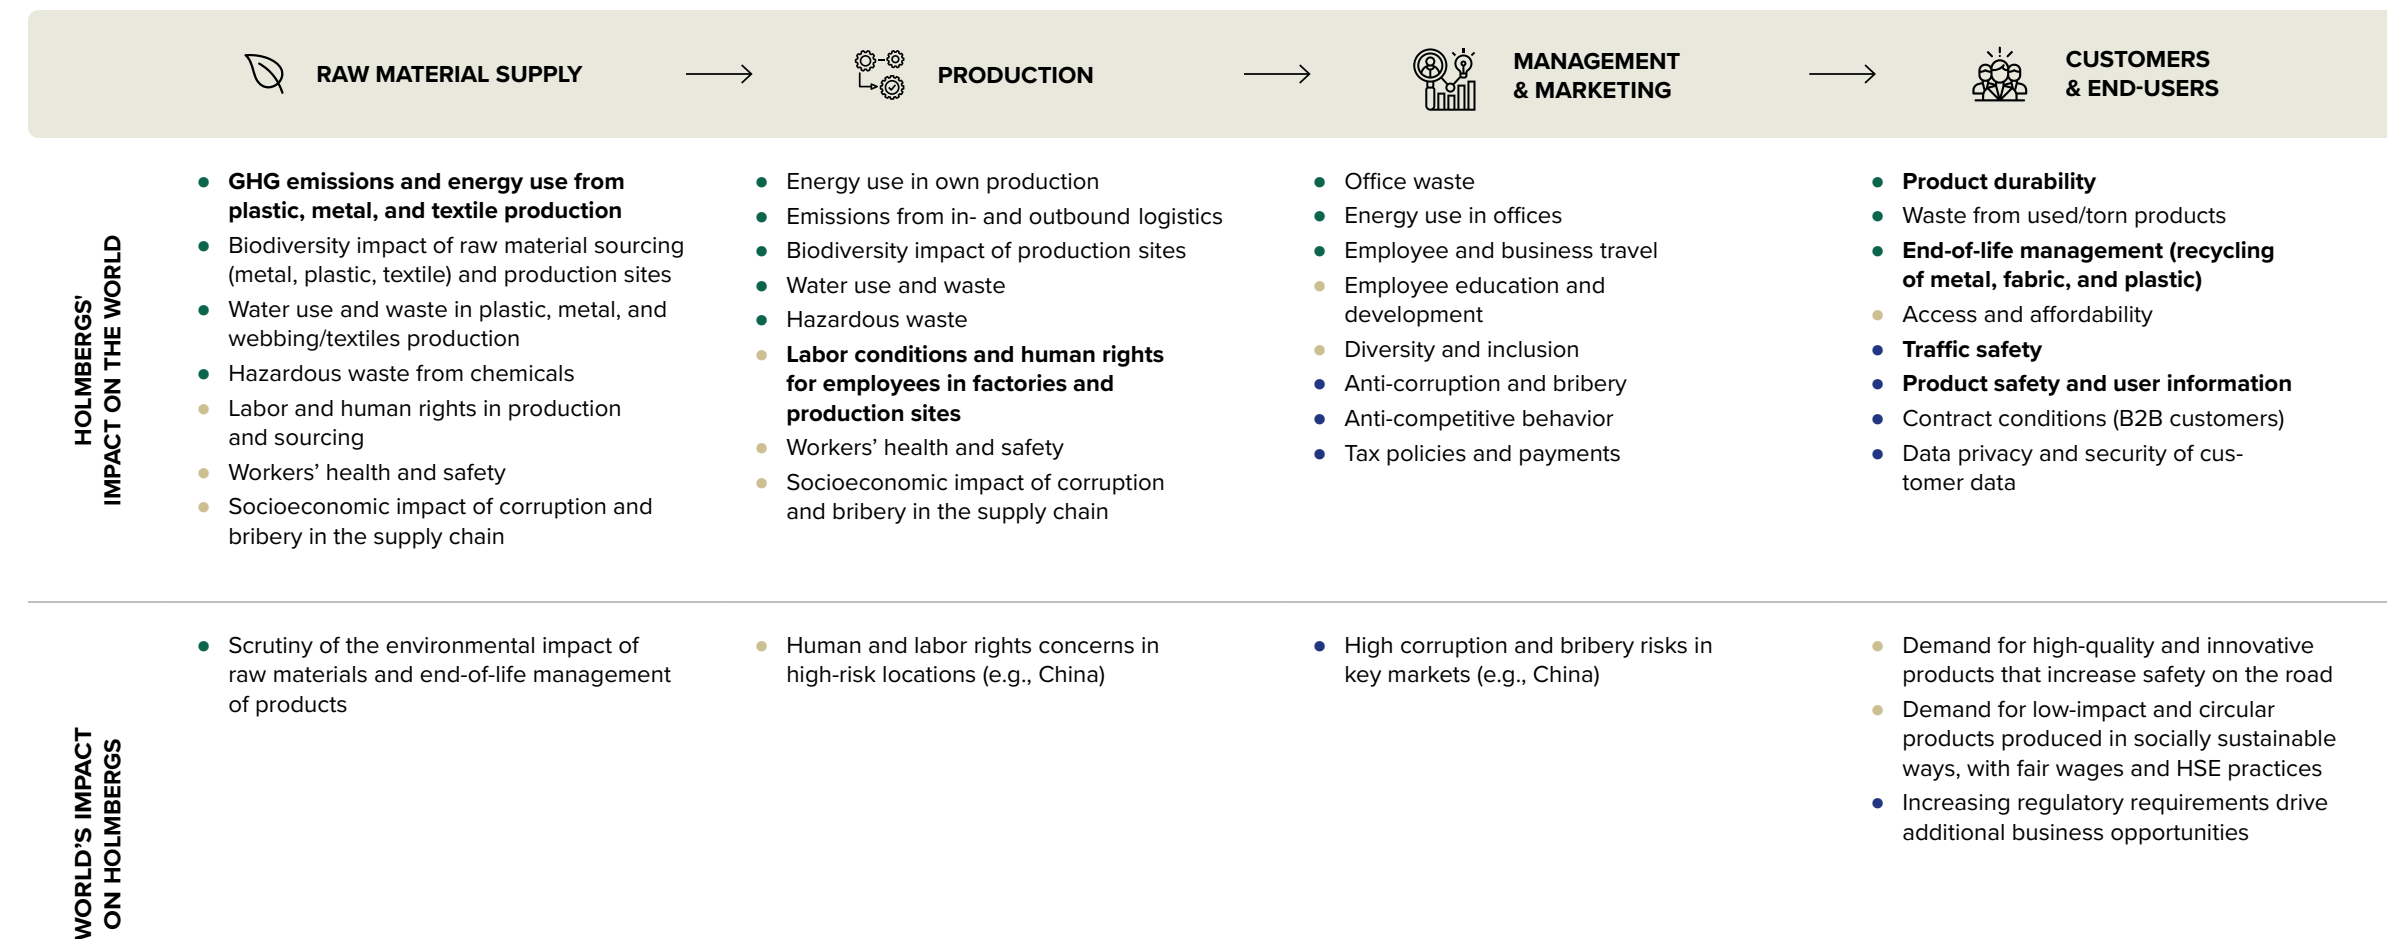 RAW MATERIAL SUPPLY
PRODUCTION
MANAGEMENT
& MARKETING
CUSTOMERS
& END-USERS
HOLMBERGS'
IMPACT ON THE WORLD
GHG emissions and energy use from
plastic, metal, and textile production
Biodiversity impact of raw material sourcing
(metal, plastic, textile) and production sites
Water use and waste in plastic, metal, and
webbing/textiles production
Hazardous waste from chemicals
Labor and human rights in production
and sourcing
Workers’ health and safety
Socioeconomic impact of corruption and
bribery in the supply chain
Energy use in own production
Emissions from in- and outbound logistics
Biodiversity impact of production sites
Water use and waste
Hazardous waste
Labor conditions and human rights
for employees in factories and
production sites
Workers’ health and safety
Socioeconomic impact of corruption
and bribery in the supply chain
Office waste
Energy use in offices
Employee and business travel
Employee education and
development
Diversity and inclusion
Anti-corruption and bribery
Anti-competitive behavior
Tax policies and payments
Product durability
Waste from used/torn products
End-of-life management (recycling
of metal, fabric, and plastic)
Access and affordability
Traffic safety
Product safety and user information
Contract conditions (B2B customers)
Data privacy and security of cus-
tomer data
WORLD’S IMPACT
ON HOLMBERGS
Scrutiny of the environmental impact of
raw materials and end-of-life management
of products
Human and labor rights concerns in
high-risk locations (e.g., China)
High corruption and bribery risks in
key markets (e.g., China)
Demand for high-quality and innovative
products that increase safety on the road
Demand for low-impact and circular
products produced in socially sustainable
ways, with fair wages and HSE practices
Increasing regulatory requirements drive
additional business opportunities